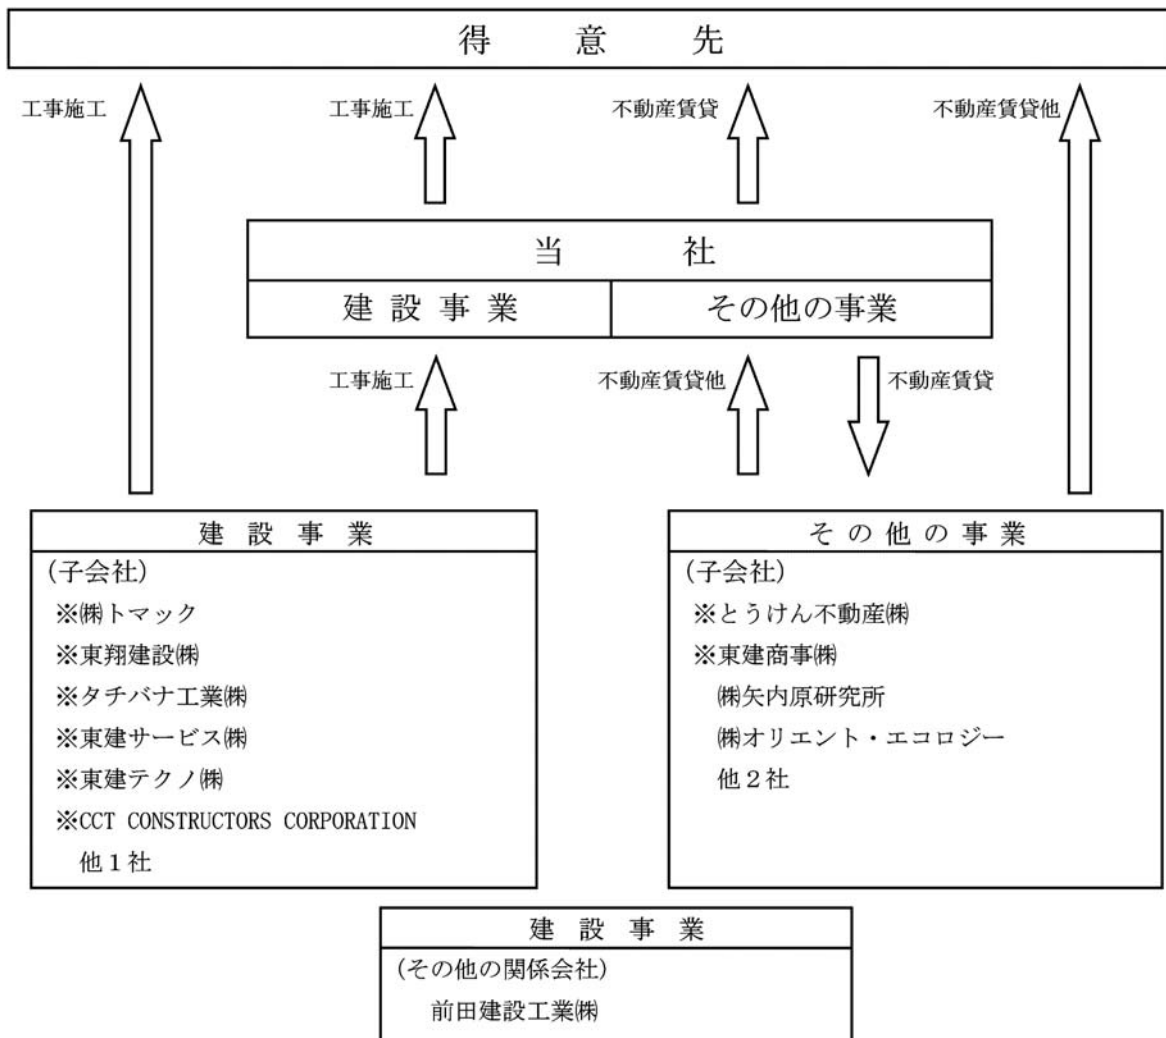 得意先
工事施工
工事施工
不動産賃貸
不動産賃貸他
当社
建設事業
その他の事業
工事施工
不動産賃貸他
不動産賃貸
建設事業
(子会社)
※㈱トマック
※東翔建設㈱
※タチバナ工業㈱
※東建サービス㈱
※東建テクノ㈱
※CCT CONSTRUCTORS CORPORATION
他１社
その他の事業
(子会社)
※とうけん不動産㈱
※東建商事㈱
㈱矢内原研究所
㈱オリエント・エコロジー
他２社
建設事業
(その他の関係会社)
前田建設工業㈱